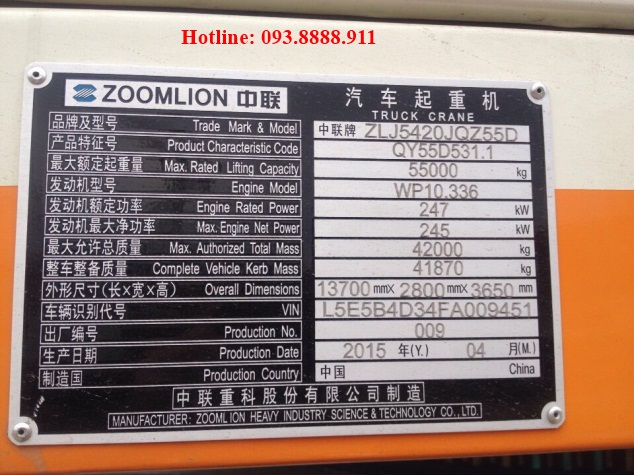 Hotline: 093.8888.911
ZOOMLION 中联 汽车起重机
TRUCK CRANE
品牌及型号 Trade Mark & Model 中联牌 ZLJ5420JQZ55D
产品特征号 Product Characteristic Code QY55D531.1
最大额定起重量 Max. Rated Lifting Capacity 55000 kg
发动机型号 Engine Model WP10.336
发动机额定功率 Engine Rated Power 247 kW
发动机最大净功率 Max. Engine Net Power 245 kW
最大允许总质量 Max. Authorized Total Mass 42000 kg
整车整备质量 Complete Vehicle Kerb Mass 41870 kg
外形尺寸(长×宽×高) Overall Dimensions 13700 mm× 2800 mm× 3650 mm
车辆识别代号 VIN L5E5B4D34FA009451
出厂编号 Production No. 009
生产日期 Production Date 2015 年(Y.) 04 月(M.)
制造国 Production Country 中国 China
中联重科股份有限公司制造
MANUFACTURER: ZOOMLION HEAVY INDUSTRY SCIENCE & TECHNOLOGY CO., LTD.